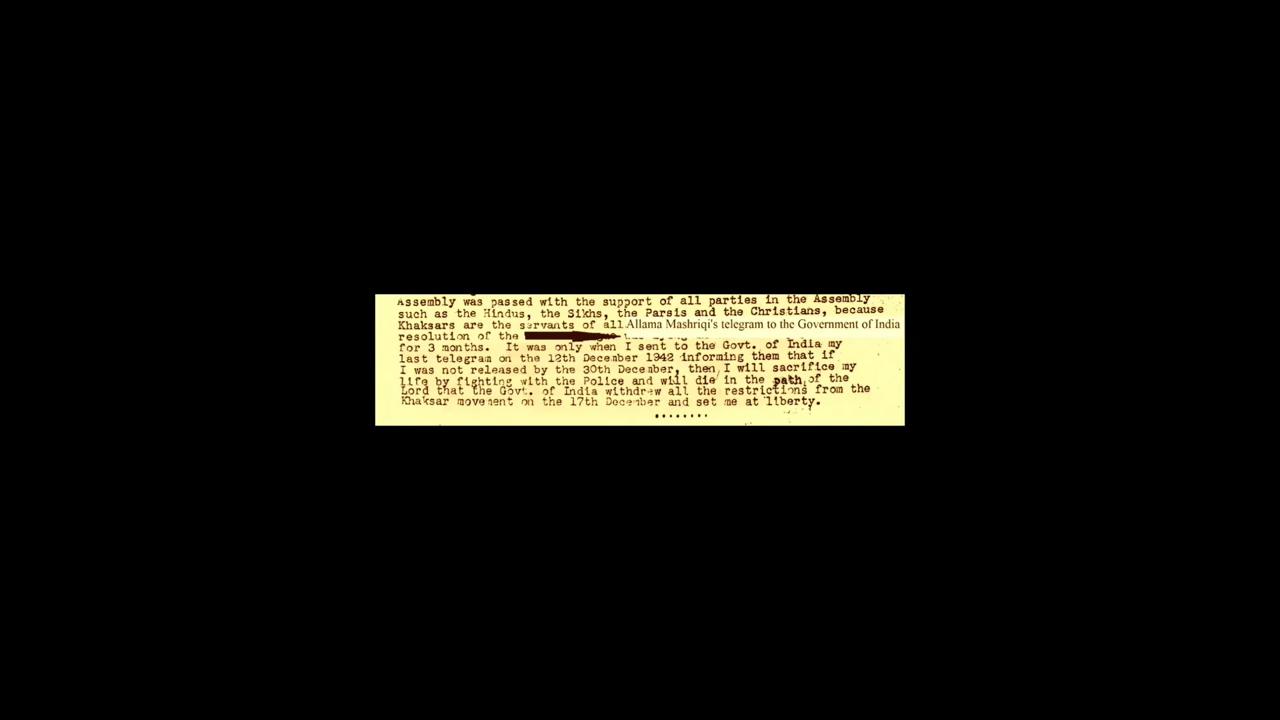 Assembly was passed with the support of all parties in the Assembly
such as the Hindus, the Sikhs, the Parsis and the Christians, because
Khaksars are the servants of all
Allama Mashriqi's telegram to the Government of India
resolution of the
for 3 months. It was only when I sent to the Govt. of India my
last telegram on the 12th December 1942 informing them that if
I was not released by the 30th December, then I will sacrifice my
life by fighting with the Police and will die in the path of the
Lord that the Govt. of India withdrew all the restrictions from the
Khaksar movement on the 17th December and set me at liberty.
........